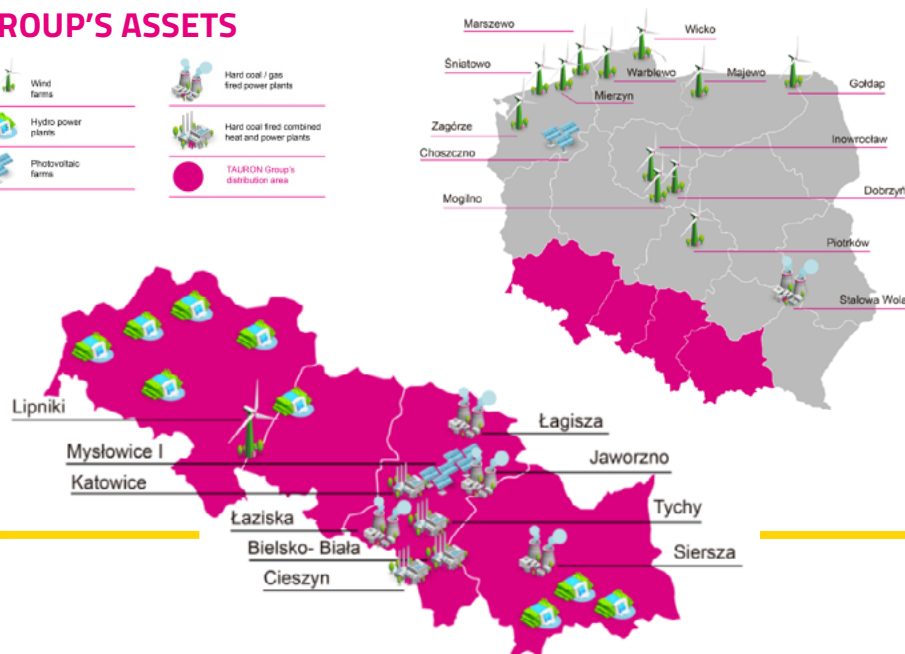 ROUP'S ASSETS
Wind
farms
Hydro power
plants
Photovoltaic
farms
Hard coal / gas
fired power plants
Hard coal fired combined
heat and power plants
TAURON Group's
distribution area
Marszewo
Wicko
Śniatowo
Warblewo
Majewo
Gołdap
Mierzyn
Zagórze
Choszczno
Inowrocław
Mogilno
Dobrzyń
Piotrków
Stalowa Wola
Lipniki
Łagisza
Mysłowice I
Jaworzno
Katowice
Tychy
Łaziska
Bielsko- Biała
Siersza
Cieszyn